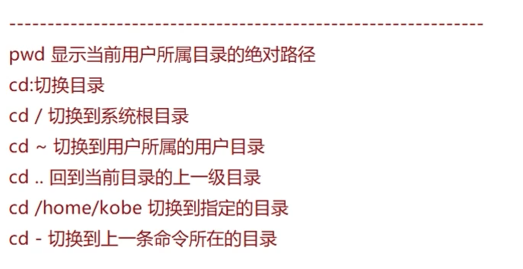 pwd 显示当前用户所属目录的绝对路径
cd:切换目录
cd / 切换到系统根目录
cd ~ 切换到用户所属的用户目录
cd .. 回到当前目录的上一级目录
cd /home/kobe 切换到指定的目录
cd - 切换到上一条命令所在的目录